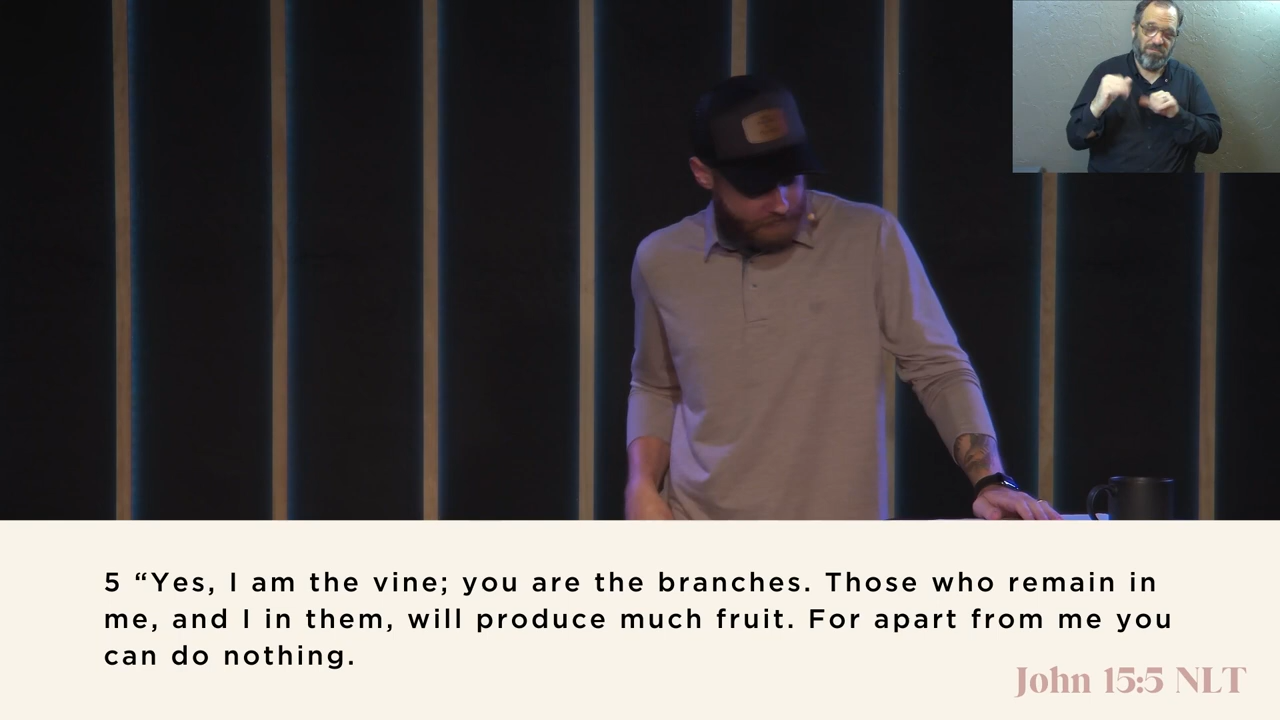 5 “Yes, I am the vine; you are the branches. Those who remain in
me, and I in them, will produce much fruit. For apart from me you
can do nothing.
John 15:5 NLT